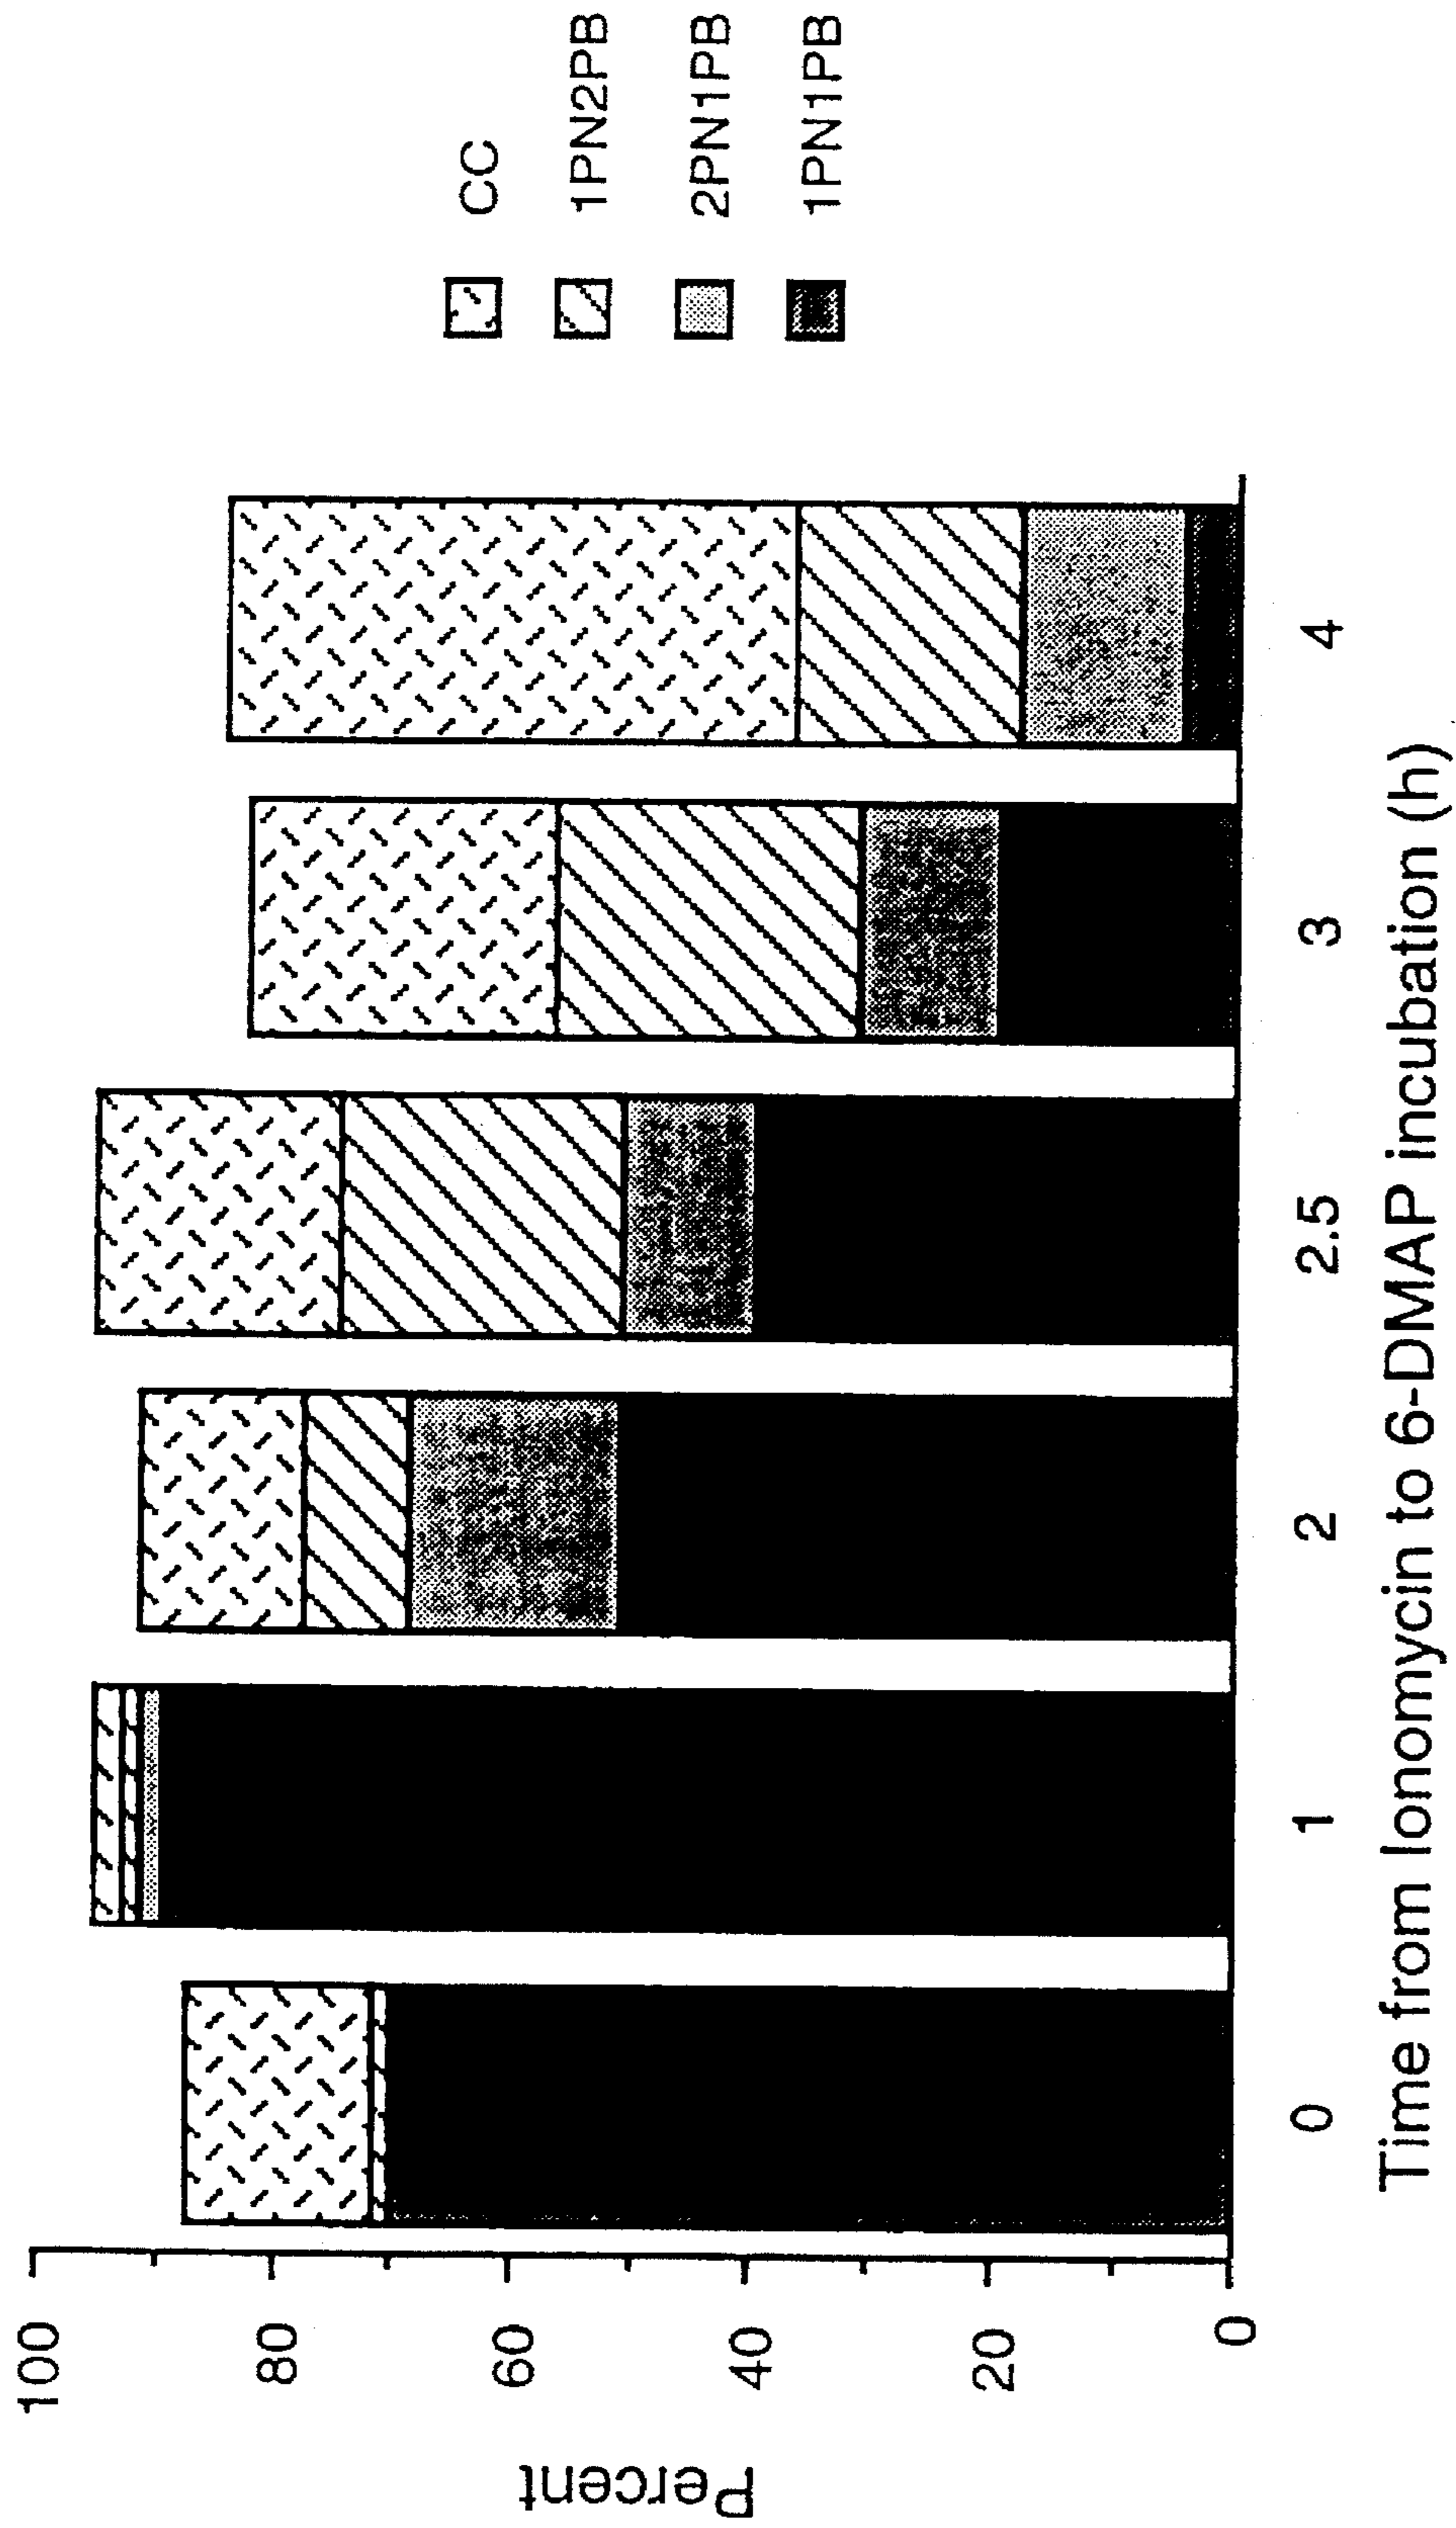 Percent
100
80
60
40
20
0
0 1 2 2.5 3 4
Time from Ionomycin to 6-DMAP incubation (h)
CC
1PN2PB
2PN1PB
1PN1PB